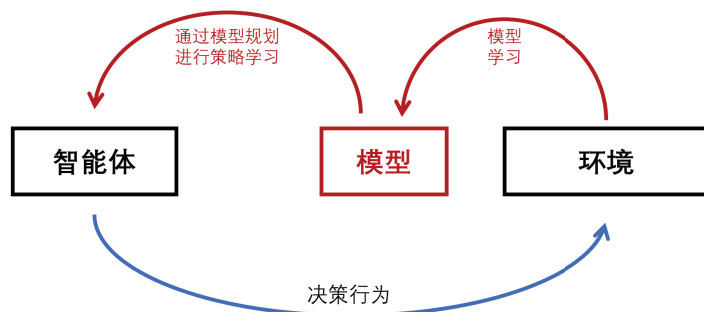 通过模型规划
进行策略学习
模型
学习
智能体
模型
环境
决策行为